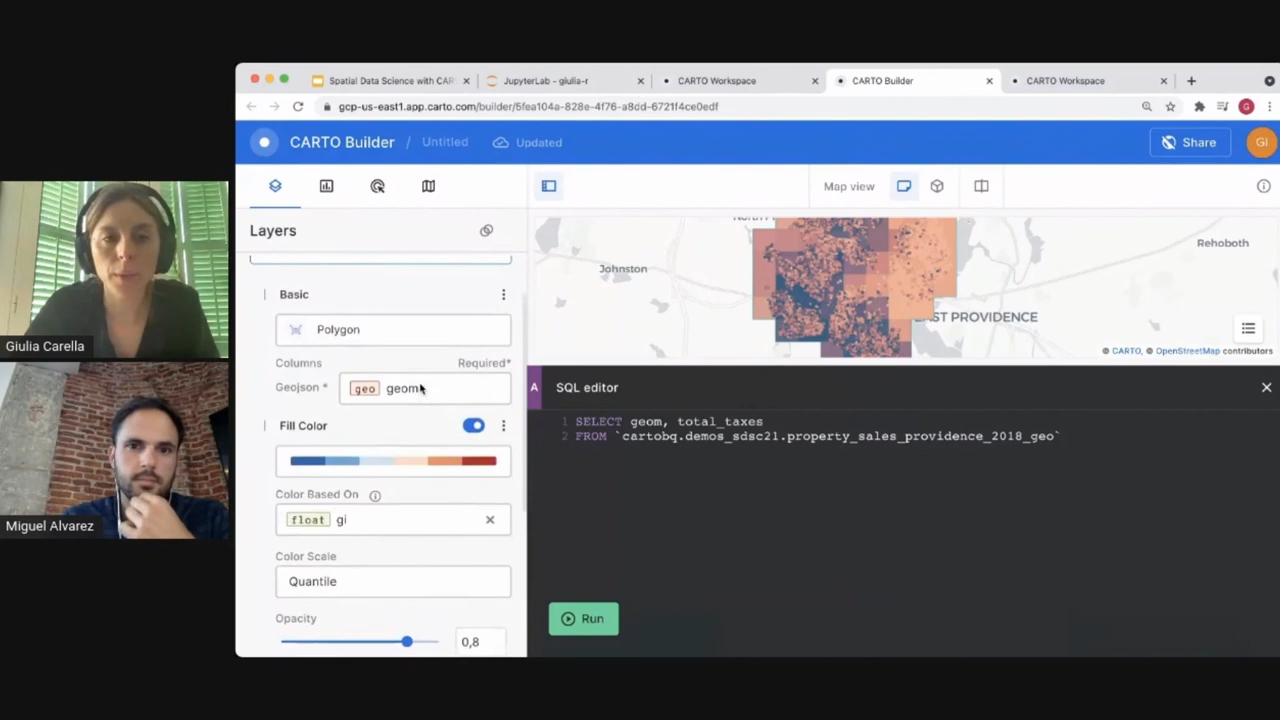 Spatial Data Science with CAR
JupyterLab - giulia-r
CARTO Workspace
CARTO Builder
CARTO Workspace
gcp-us-east1.app.carto.com/builder/5fea104a-828e-4f76-a8dd-6721f4ce0edf
G
CARTO Builder / Untitled Updated
Share
GI
Map view
Layers
Johnston
Rehoboth
ST PROVIDENCE
© CARTO, © OpenStreetMap contributors
Basic
Polygon
Columns Required*
Geojson * geo geom
Fill Color
Color Based On
float gi
Color Scale
Quantile
Opacity
0,8
A SQL editor
1 SELECT geom, total_taxes
2 FROM `cartobq.demos_sdsc21.property_sales_providence_2018_geo`
Run
Giulia Carella
Miguel Alvarez